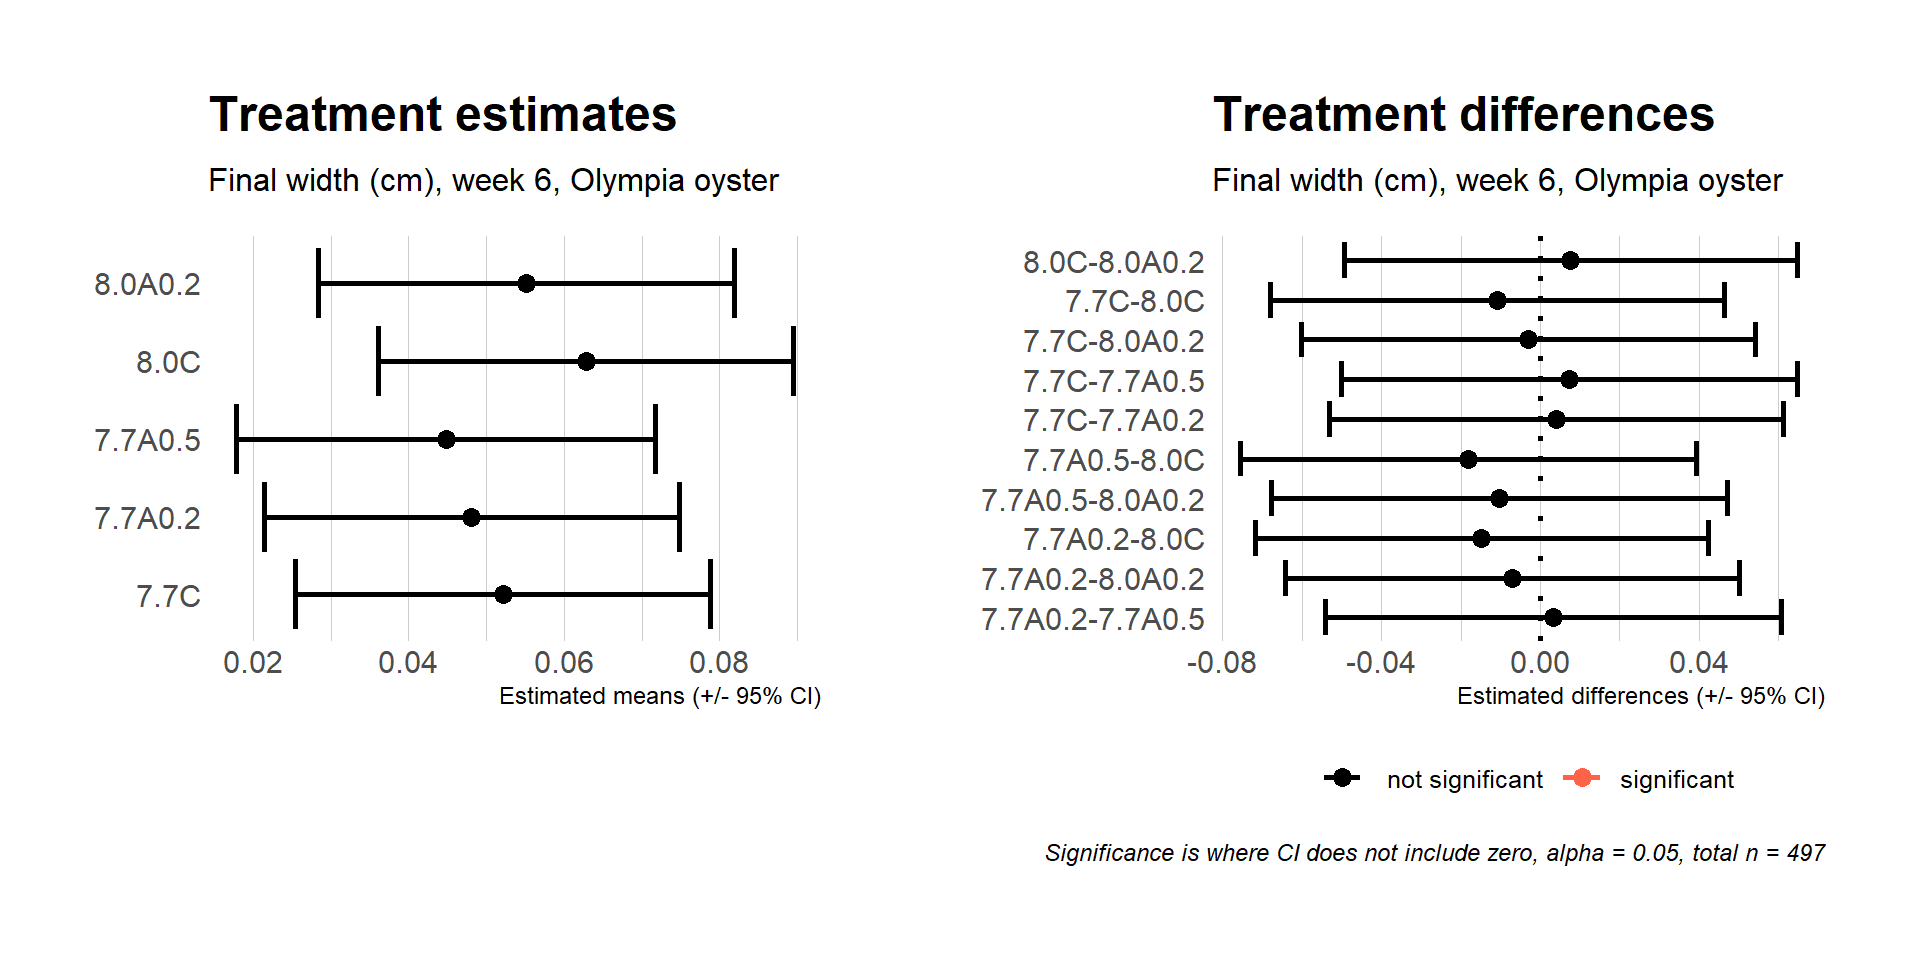 Treatment estimates
Final width (cm), week 6, Olympia oyster
8.0A0.2
8.0C
7.7A0.5
7.7A0.2
7.7C
0.02 0.04 0.06 0.08
Estimated means (+/- 95% CI)
Treatment differences
Final width (cm), week 6, Olympia oyster
8.0C-8.0A0.2
7.7C-8.0C
7.7C-8.0A0.2
7.7C-7.7A0.5
7.7C-7.7A0.2
7.7A0.5-8.0C
7.7A0.5-8.0A0.2
7.7A0.2-8.0C
7.7A0.2-8.0A0.2
7.7A0.2-7.7A0.5
-0.08 -0.04 0.00 0.04
Estimated differences (+/- 95% CI)
not significant significant
Significance is where CI does not include zero, alpha = 0.05, total n = 497